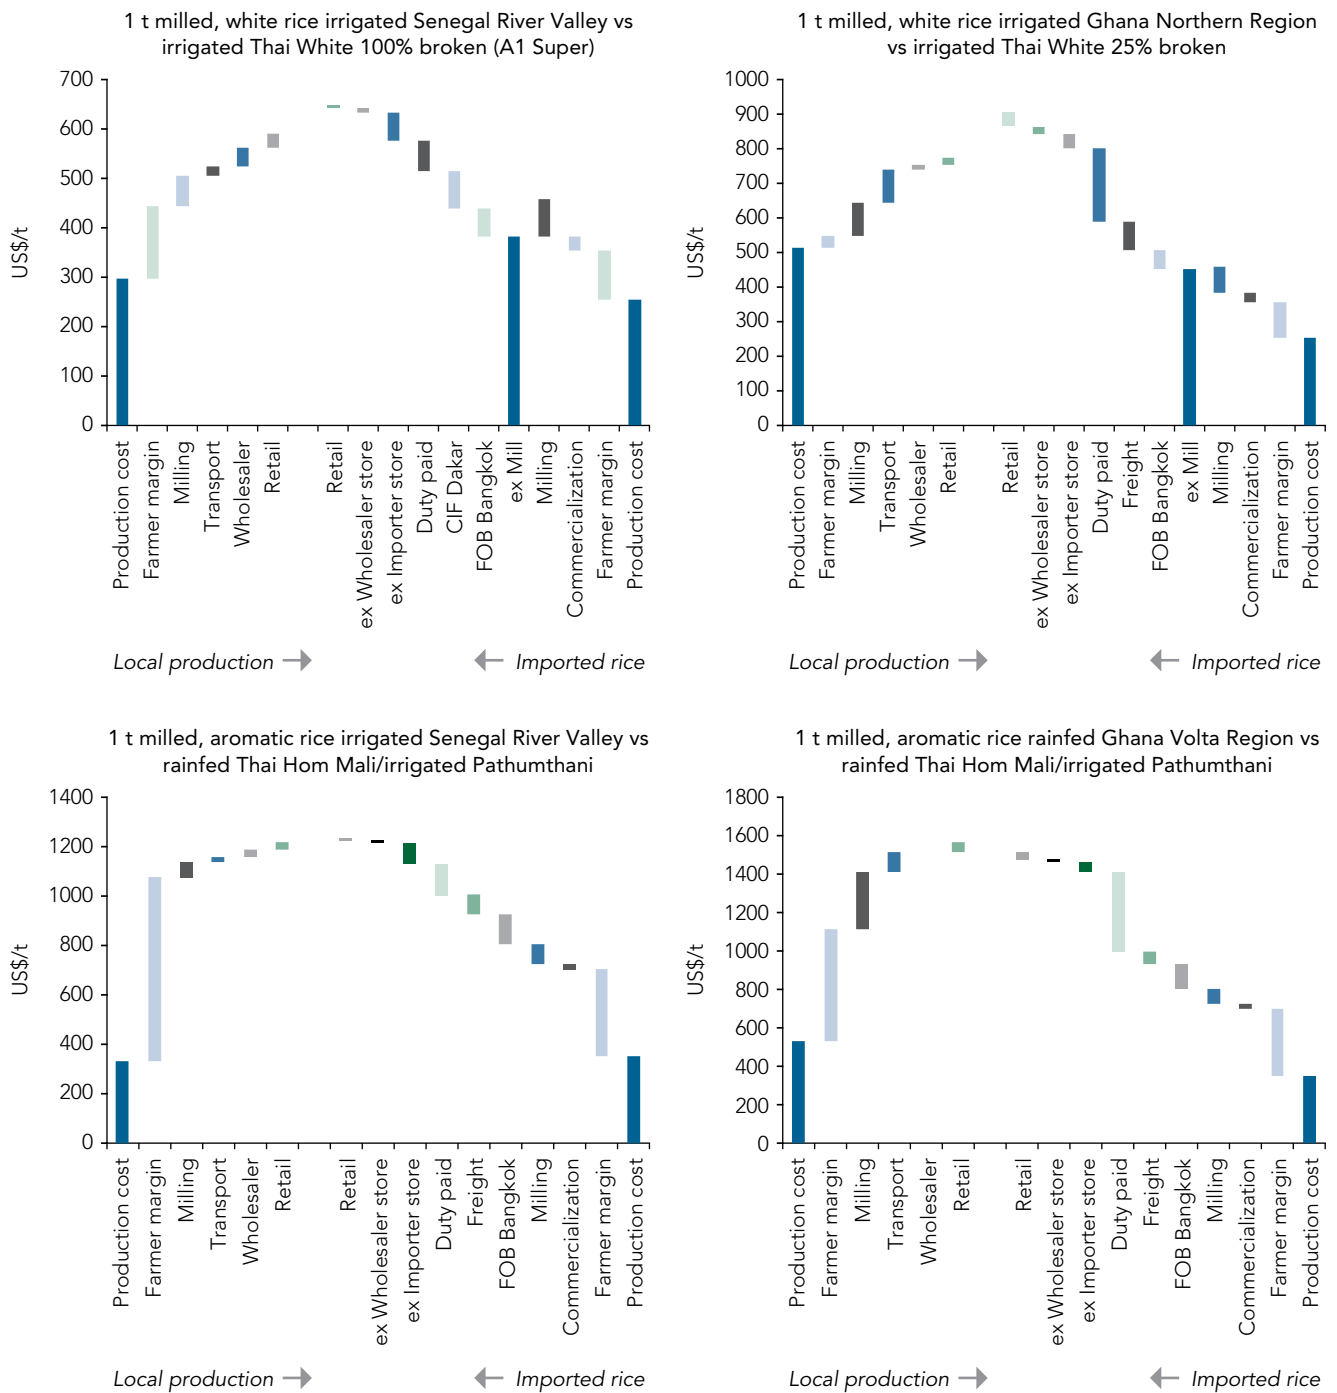 1 t milled, white rice irrigated Senegal River Valley vs
irrigated Thai White 100% broken (A1 Super)
US$/t
700
600
500
400
300
200
100
0
Production cost
Farmer margin
Milling
Transport
Wholesaler
Retail
Retail
ex Wholesaler store
ex Importer store
Duty paid
CIF Dakar
FOB Bangkok
ex Mill
Milling
Commercialization
Farmer margin
Production cost
Local production
Imported rice
1 t milled, white rice irrigated Ghana Northern Region
vs irrigated Thai White 25% broken
US$/t
1000
900
800
700
600
500
400
300
200
100
0
Production cost
Farmer margin
Milling
Transport
Wholesaler
Retail
Retail
ex Wholesaler store
ex Importer store
Duty paid
Freight
FOB Bangkok
ex Mill
Milling
Commercialization
Farmer margin
Production cost
Local production
Imported rice
1 t milled, aromatic rice irrigated Senegal River Valley vs
rainfed Thai Hom Mali/irrigated Pathumthani
US$/t
1400
1200
1000
800
600
400
200
0
Production cost
Farmer margin
Milling
Transport
Wholesaler
Retail
Retail
ex Wholesaler store
ex Importer store
Duty paid
Freight
FOB Bangkok
Milling
Commercialization
Farmer margin
Production cost
Local production
Imported rice
1 t milled, aromatic rice rainfed Ghana Volta Region vs
rainfed Thai Hom Mali/irrigated Pathumthani
US$/t
1800
1600
1400
1200
1000
800
600
400
200
0
Production cost
Farmer margin
Milling
Transport
Wholesaler
Retail
Retail
ex Wholesaler store
ex Importer store
Duty paid
Freight
FOB Bangkok
Milling
Commercialization
Farmer margin
Production cost
Local production
Imported rice